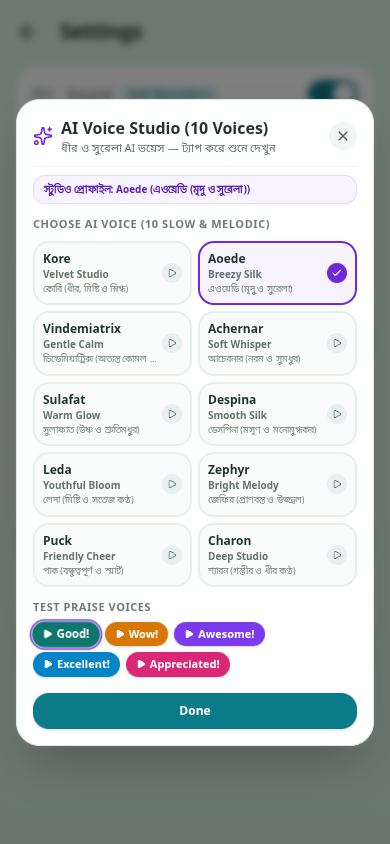 Settings
AI Voice Studio (10 Voices)
ধীর ও সুরেলা AI ভয়েস — ট্যাপ করে শুনে দেখুন
স্টুডিও প্রোফাইল: Aoede (এওয়েডি (মৃদু ও সুরেলা))
CHOOSE AI VOICE (10 SLOW & MELODIC)
Kore
Velvet Studio
কোরি (ধীর, মিষ্টি ও স্নিগ্ধ)
Aoede
Breezy Silk
এওয়েডি (মৃদু ও সুরেলা)
Vindemiatrix
Gentle Calm
ভিন্ডেমিয়াট্রিক্স (অত্যন্ত কোমল ...
Achernar
Soft Whisper
আচেরনার (নরম ও সুমধুর)
Sulafat
Warm Glow
সুলাফাত (উষ্ণ ও শ্রুতিমধুর)
Despina
Smooth Silk
ডেসপিনা (মসৃণ ও মনোমুগ্ধকর)
Leda
Youthful Bloom
লেদা (মিষ্টি ও সতেজ কণ্ঠ)
Zephyr
Bright Melody
জেফির (প্রাণবন্ত ও উজ্জ্বল)
Puck
Friendly Cheer
পাক (বন্ধুত্বপূর্ণ ও স্মার্ট)
Charon
Deep Studio
শ্যারন (গম্ভীর ও ধীর কণ্ঠ)
TEST PRAISE VOICES
Good!
Wow!
Awesome!
Excellent!
Appreciated!
Done